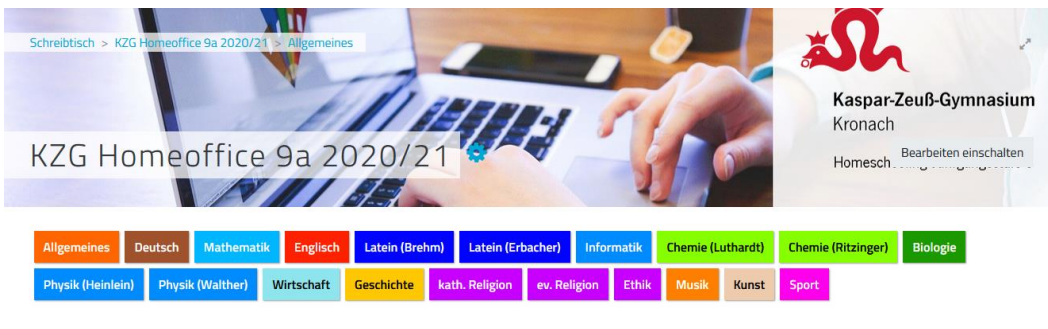 Schreibtisch > KZG Homeoffice 9a 2020/21 > Allgemeines
Kaspar-Zeuß-Gymnasium
Kronach
KZG Homeoffice 9a 2020/21
Bearbeiten einschalten
Homesch
Allgemeines Deutsch Mathematik Englisch Latein (Brehm) Latein (Erbacher) Informatik Chemie (Luthardt) Chemie (Ritzinger) Biologie
Physik (Heinlein) Physik (Walther) Wirtschaft Geschichte kath. Religion ev. Religion Ethik Musik Kunst Sport